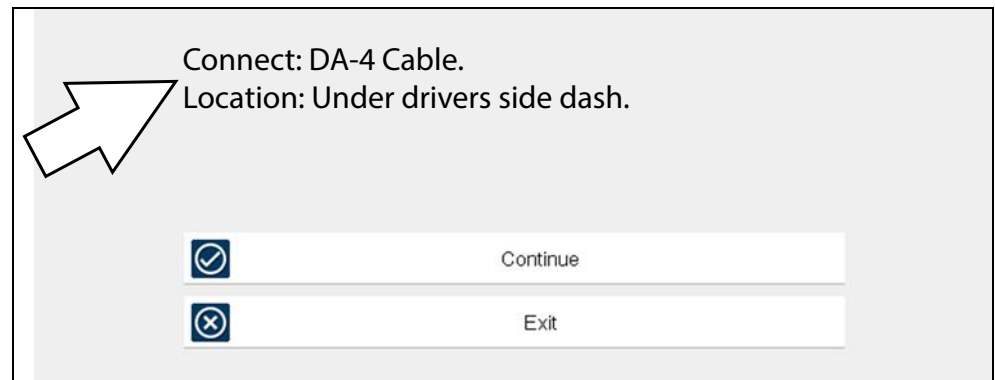 Connect: DA-4 Cable.
Location: Under drivers side dash.
Continue
Exit